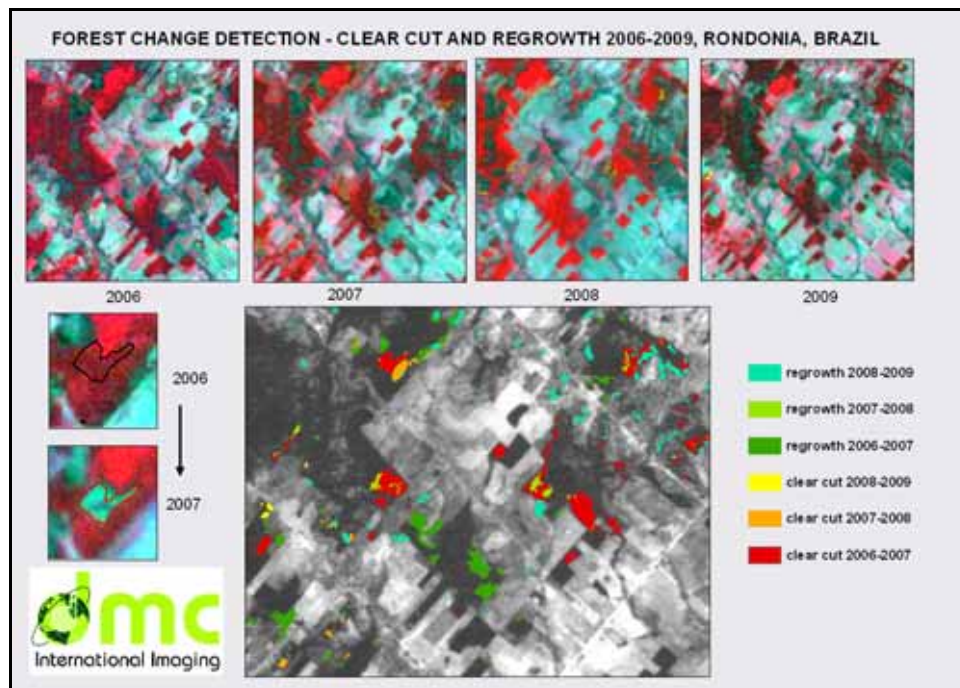 FOREST CHANGE DETECTION - CLEAR CUT AND REGROWTH 2006-2009, RONDONIA, BRAZIL
2006
2007
2008
2009
2006
2007
regrowth 2008-2009
regrowth 2007-2008
regrowth 2006-2007
clear cut 2008-2009
clear cut 2007-2008
clear cut 2006-2007
dmc
International Imaging